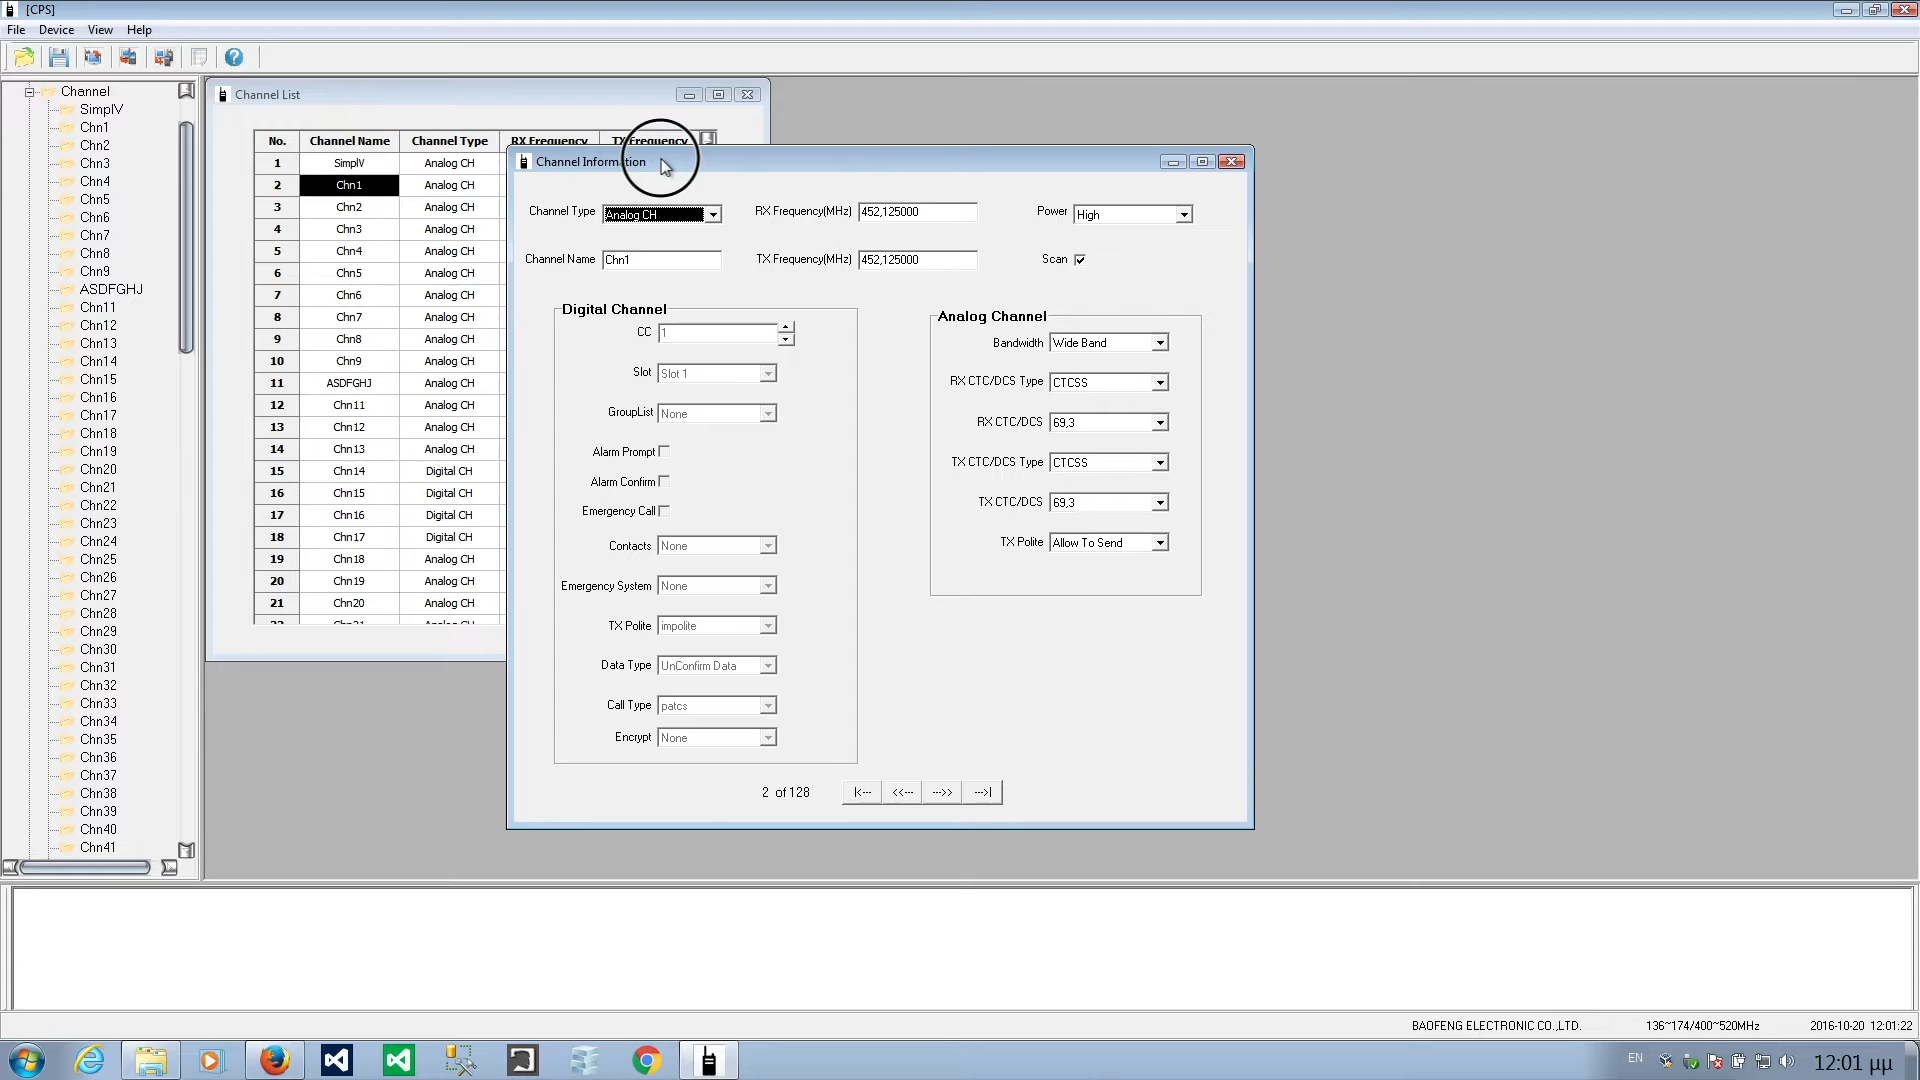 [CPS]
File Device View Help
Channel
SimplV
Chn1
Chn2
Chn3
Chn4
Chn5
Chn6
Chn7
Chn8
Chn9
ASDFGHJ
Chn11
Chn12
Chn13
Chn14
Chn15
Chn16
Chn17
Chn18
Chn19
Chn20
Chn21
Chn22
Chn23
Chn24
Chn25
Chn26
Chn27
Chn28
Chn29
Chn30
Chn31
Chn32
Chn33
Chn34
Chn35
Chn36
Chn37
Chn38
Chn39
Chn40
Chn41
Channel List
No. Channel Name Channel Type RX Frequency TX Frequency
1 SimplV Analog CH
2 Chn1 Analog CH
3 Chn2 Analog CH
4 Chn3 Analog CH
5 Chn4 Analog CH
6 Chn5 Analog CH
7 Chn6 Analog CH
8 Chn7 Analog CH
9 Chn8 Analog CH
10 Chn9 Analog CH
11 ASDFGHJ Analog CH
12 Chn11 Analog CH
13 Chn12 Analog CH
14 Chn13 Analog CH
15 Chn14 Digital CH
16 Chn15 Digital CH
17 Chn16 Digital CH
18 Chn17 Digital CH
19 Chn18 Analog CH
20 Chn19 Analog CH
21 Chn20 Analog CH
22 Chn21 Analog CH
Channel Information
Channel Type Analog CH RX Frequency(MHz) 452,125000 Power High
Channel Name Chn1 TX Frequency(MHz) 452,125000 Scan
Digital Channel
CC 1
Slot Slot 1
GroupList None
Alarm Prompt
Alarm Confirm
Emergency Call
Contacts None
Emergency System None
TX Polite impolite
Data Type UnConfirm Data
Call Type patcs
Encrypt None
Analog Channel
Bandwidth Wide Band
RX CTC/DCS Type CTCSS
RX CTC/DCS 69,3
TX CTC/DCS Type CTCSS
TX CTC/DCS 69,3
TX Polite Allow To Send
2 of 128 |<--- <<--- --->> --->|
BAOFENG ELECTRONIC CO.,LTD. 136~174/400~520MHz 2016-10-20 12:01:22
EN 12:01 μμ